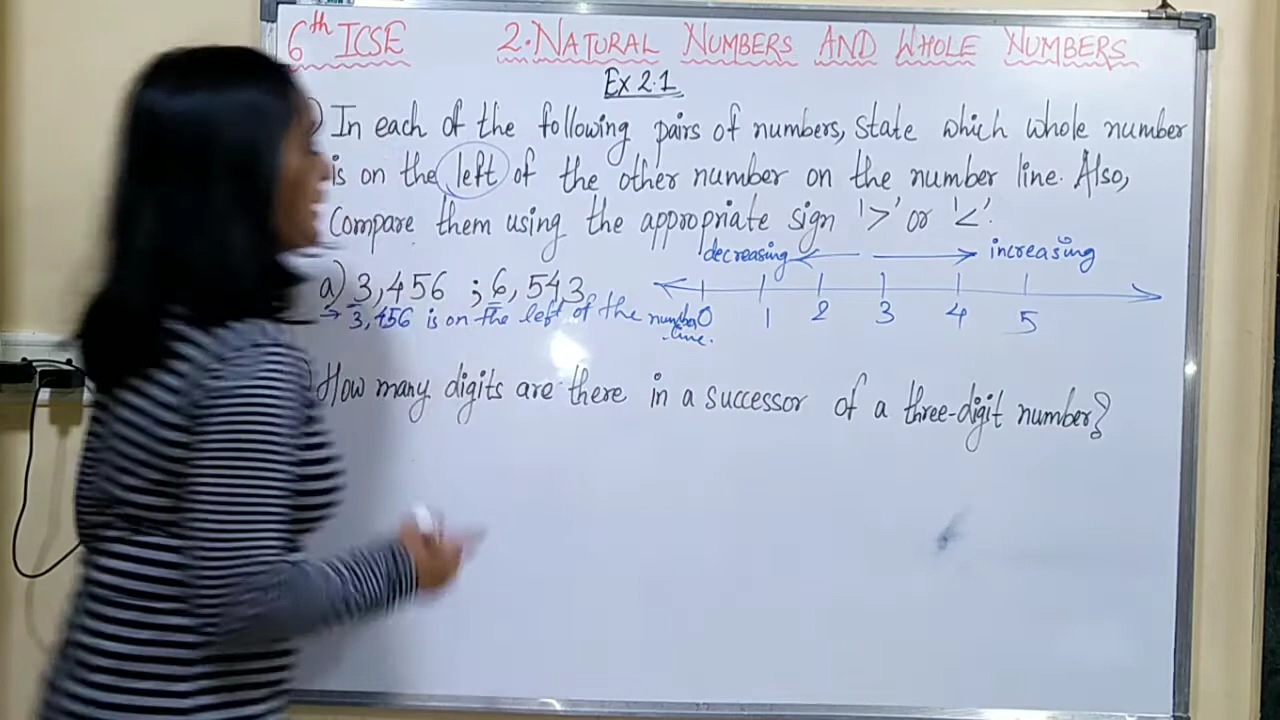 6th ICSE 2. NATURAL NUMBERS AND WHOLE NUMBERS
Ex 2.1
) In each of the following pairs of numbers, state which whole number
is on the left of the other number on the number line. Also,
Compare them using the appropriate sign '>' or '<'.
decreasing increasing
a) 3,456 ; 6,543
0 1 2 3 4 5
→ 3,456 is on the left of the number
line.
) How many digits are there in a successor of a three-digit number?